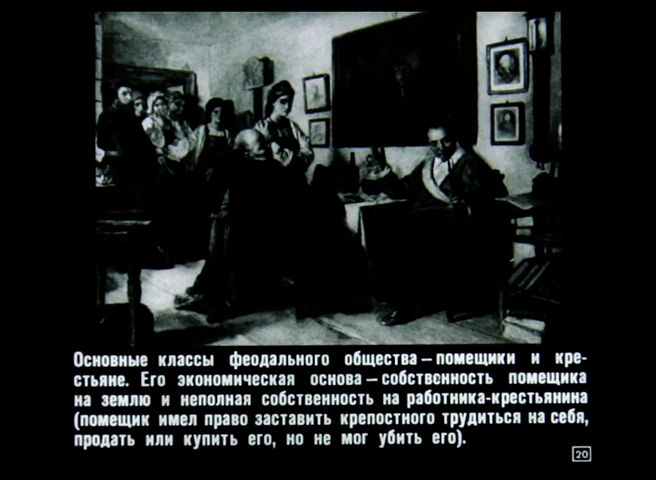 Основные классы феодального общества – помещики и кре-
стьяне. Его экономическая основа – собственность помещика
на землю и неполная собственность на работника-крестьянина
(помещик имел право заставить крепостного трудиться на себя,
продать или купить его, но не мог убить его).
20